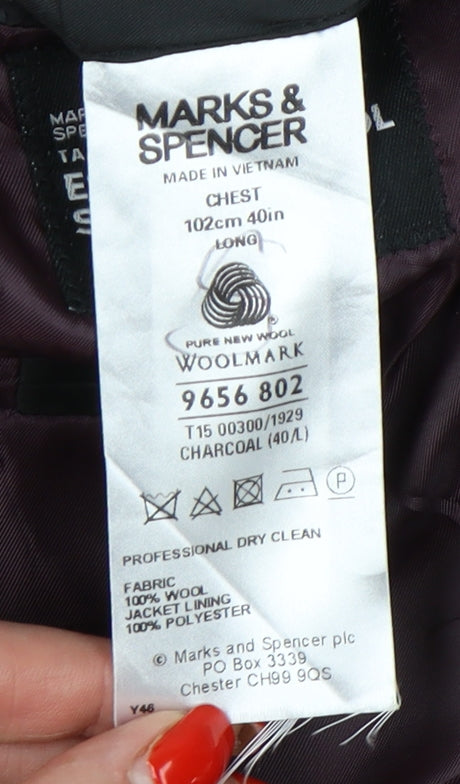 MARKS &
SPENCER
MADE IN VIETNAM
CHEST
102cm 40in
LONG
®
PURE NEW WOOL
WOOLMARK
9656 802
T15 00300/1929
CHARCOAL (40/L)
P
PROFESSIONAL DRY CLEAN
FABRIC
100% WOOL
JACKET LINING
100% POLYESTER
© Marks and Spencer plc
PO Box 3339
Chester CH99 9QS
Y46